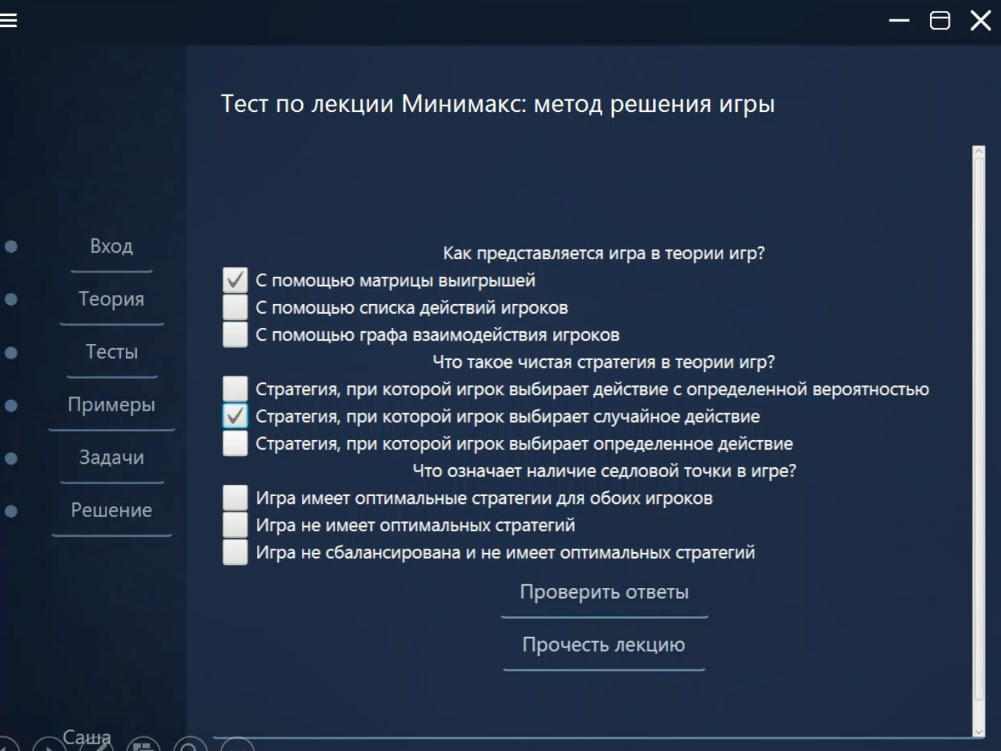 Тест по лекции Минимакс: метод решения игры
Вход
Теория
Тесты
Примеры
Задачи
Решение
Саша
Как представляется игра в теории игр?
С помощью матрицы выигрышей
С помощью списка действий игроков
С помощью графа взаимодействия игроков
Что такое чистая стратегия в теории игр?
Стратегия, при которой игрок выбирает действие с определенной вероятностью
Стратегия, при которой игрок выбирает случайное действие
Стратегия, при которой игрок выбирает определенное действие
Что означает наличие седловой точки в игре?
Игра имеет оптимальные стратегии для обоих игроков
Игра не имеет оптимальных стратегий
Игра не сбалансирована и не имеет оптимальных стратегий
Проверить ответы
Прочесть лекцию